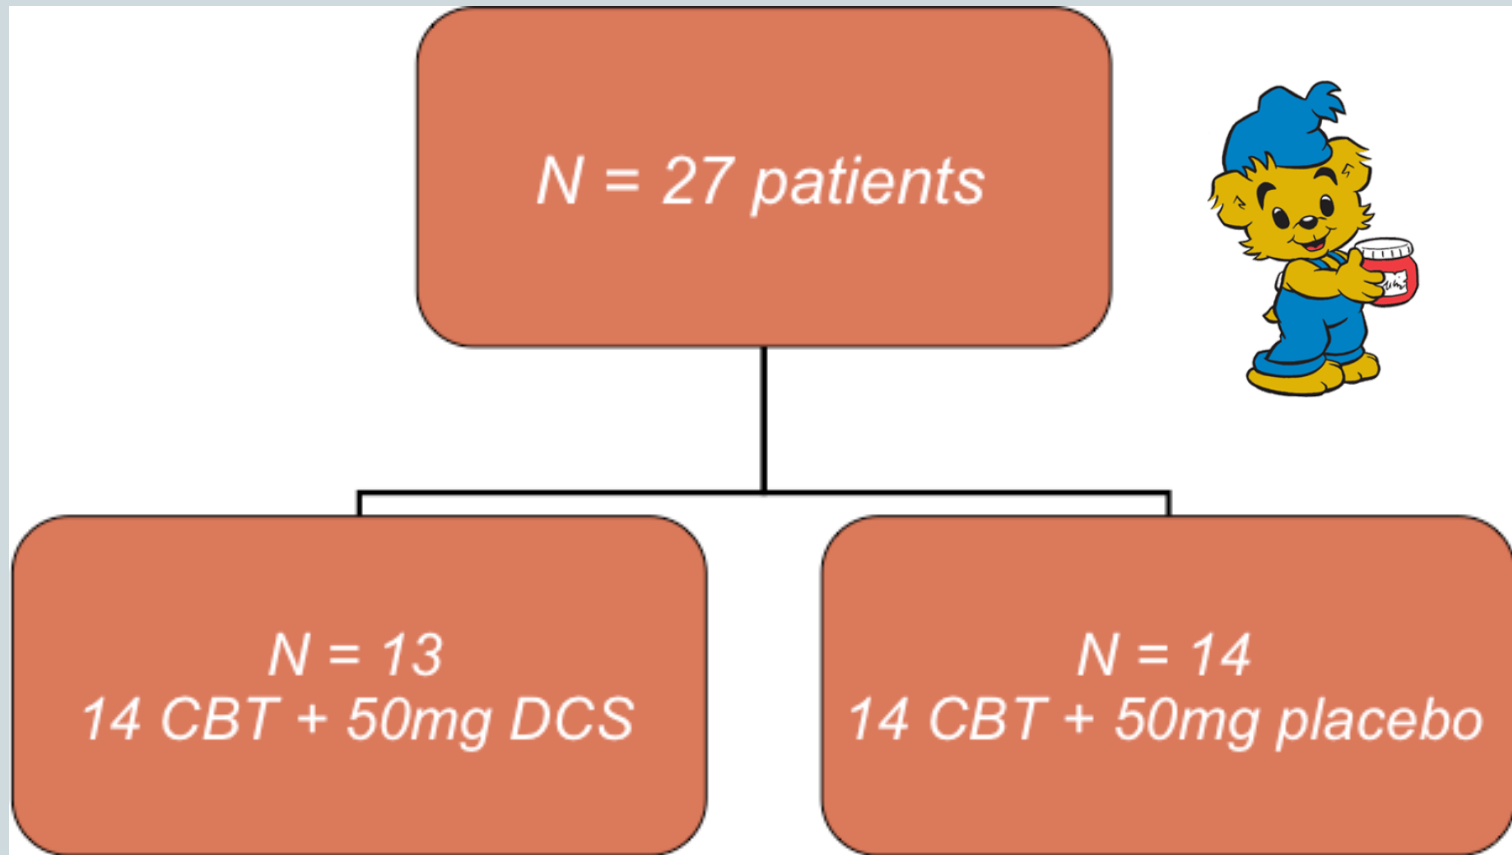 N = 27 patients
N = 13
14 CBT + 50mg DCS
N = 14
14 CBT + 50mg placebo